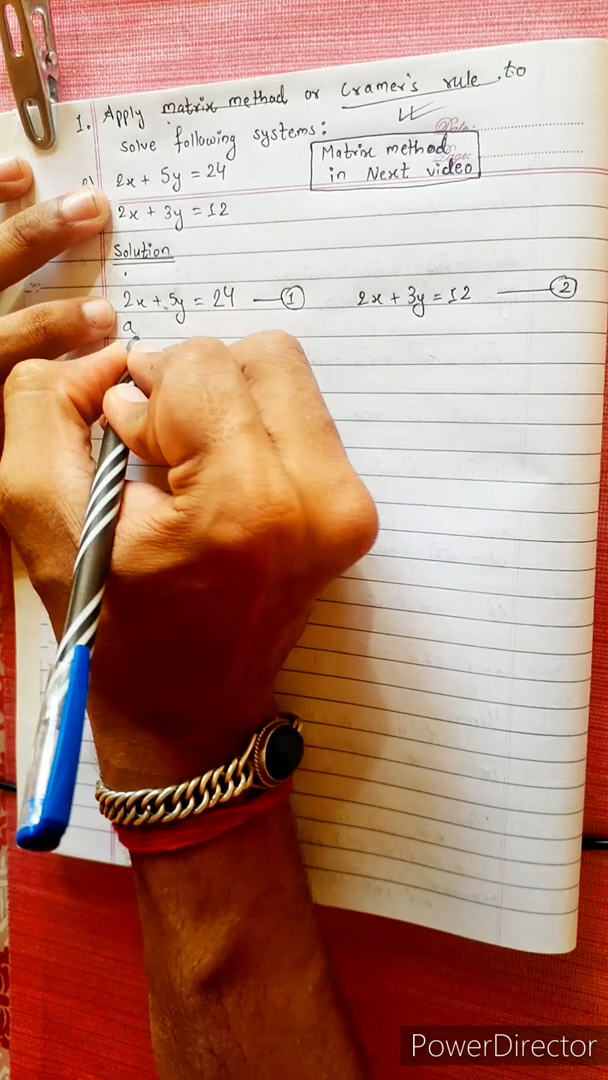 1. Apply matrix method or Cramer's rule to
solve following systems:
Matrix method
in Next video
a) 2x + 5y = 24
2x + 3y = 12
Solution
2x + 5y = 24 — ① 2x + 3y = 12 — ②
a
PowerDirector